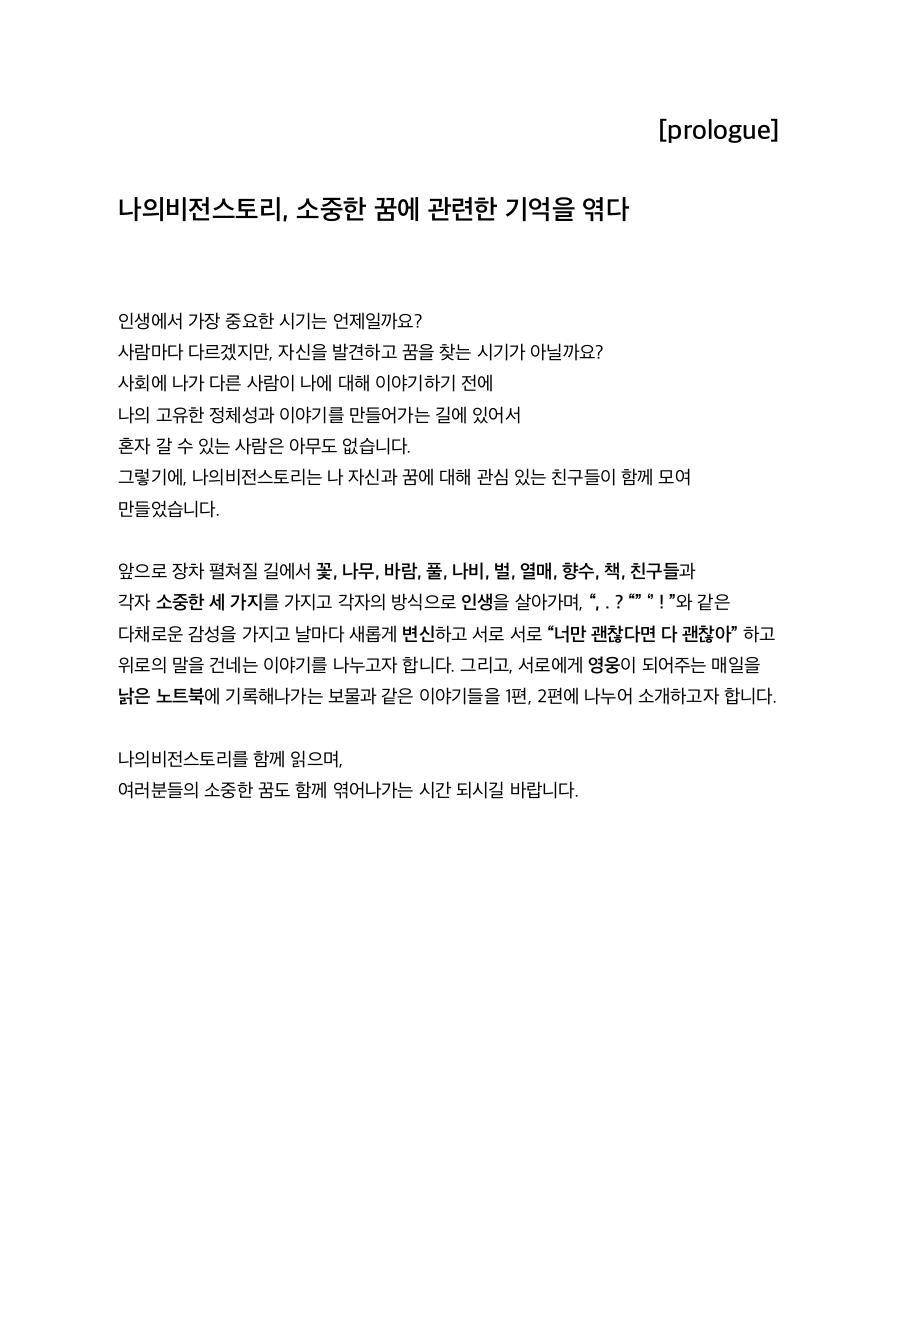 [prologue]
나의비전스토리, 소중한 꿈에 관련한 기억을 엮다
인생에서 가장 중요한 시기는 언제일까요?
사람마다 다르겠지만, 자신을 발견하고 꿈을 찾는 시기가 아닐까요?
사회에 나가 다른 사람이 나에 대해 이야기하기 전에
나의 고유한 정체성과 이야기를 만들어가는 길에 있어서
혼자 갈 수 있는 사람은 아무도 없습니다.
그렇기에, 나의비전스토리는 나 자신과 꿈에 대해 관심 있는 친구들이 함께 모여
만들었습니다.
앞으로 장차 펼쳐질 길에서 꽃, 나무, 바람, 풀, 나비, 벌, 열매, 향수, 책, 친구들과
각자 소중한 세 가지를 가지고 각자의 방식으로 인생을 살아가며, “, . ? “” ‘’ ! ”와 같은
다채로운 감성을 가지고 날마다 새롭게 변신하고 서로 서로 “너만 괜찮다면 다 괜찮아” 하고
위로의 말을 건네는 이야기를 나누고자 합니다. 그리고, 서로에게 영웅이 되어주는 매일을
낡은 노트북에 기록해나가는 보물과 같은 이야기들을 1편, 2편에 나누어 소개하고자 합니다.
나의비전스토리를 함께 읽으며,
여러분들의 소중한 꿈도 함께 엮어나가는 시간 되시길 바랍니다.